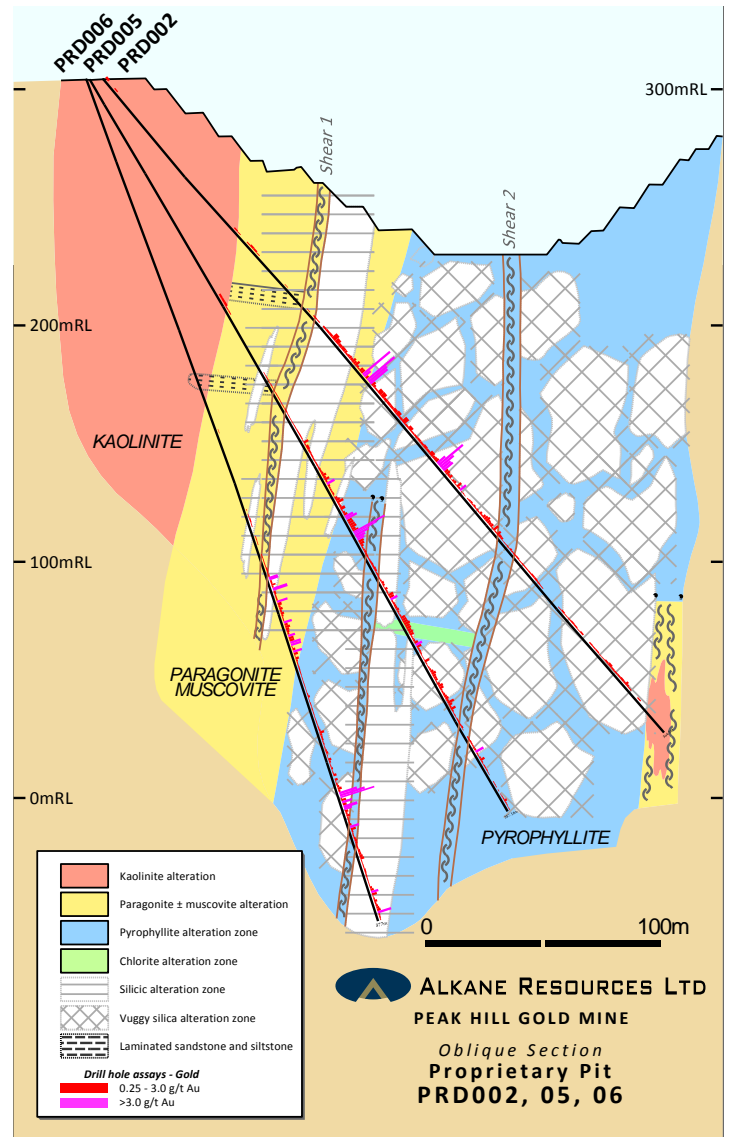 PRD006
PRD005
PRD002
300mRL
Shear 1
Shear 2
200mRL
KAOLINITE
100mRL
PARAGONITE
MUSCOVITE
0mRL
PYROPHYLLITE
Kaolinite alteration
Paragonite ± muscovite alteration
Pyrophyllite alteration zone
Chlorite alteration zone
Silicic alteration zone
Vuggy silica alteration zone
Laminated sandstone and siltstone
Drill hole assays - Gold
0.25 - 3.0 g/t Au
>3.0 g/t Au
0 100m
ALKANE RESOURCES LTD
PEAK HILL GOLD MINE
Oblique Section
Proprietary Pit
PRD002, 05, 06